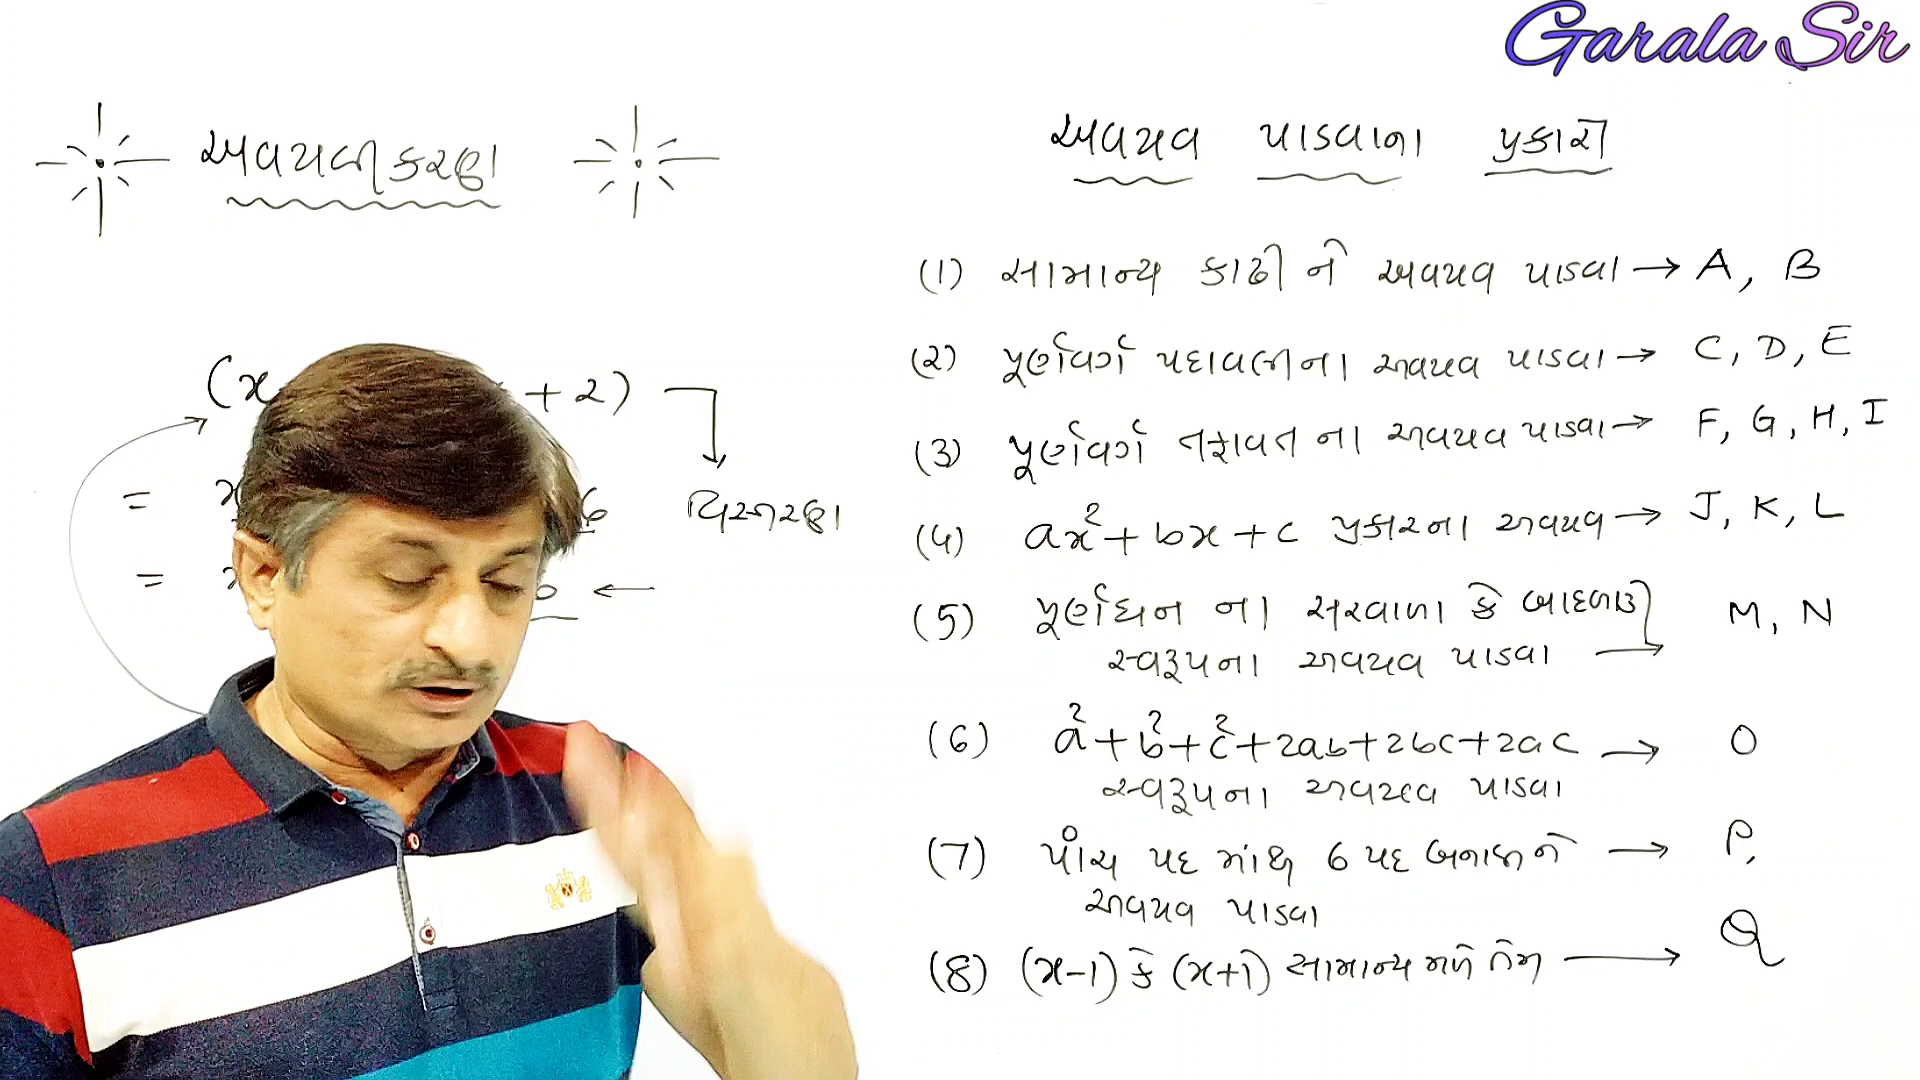 Garala Sir
અવયવીકરણ
(x + 2)
= x 6
વિસ્તરણ
= x ←
અવયવ પાડવાના પ્રકારો
(1) સામાન્ય કાઢી ને અવયવ પાડવા → A, B
(2) પૂર્ણવર્ગ પદાવલીના અવયવ પાડવા → C, D, E
(3) પૂર્ણવર્ગ તફાવત ના અવયવ પાડવા → F, G, H, I
(4) ax²+bx+c પ્રકારના અવયવ → J, K, L
(5) પૂર્ણઘન ના સરવાળા કે બાદબાકી
સ્વરૂપના અવયવ પાડવા → M, N
(6) a²+b²+c²+2ab+2bc+2ac → O
સ્વરૂપના અવયવ પાડવા
(7) પાંચ પદ માંથી 6 પદ બનાવીને → P,
અવયવ પાડવા
(8) (x-1) કે (x+1) સામાન્ય મળે તેમ → Q